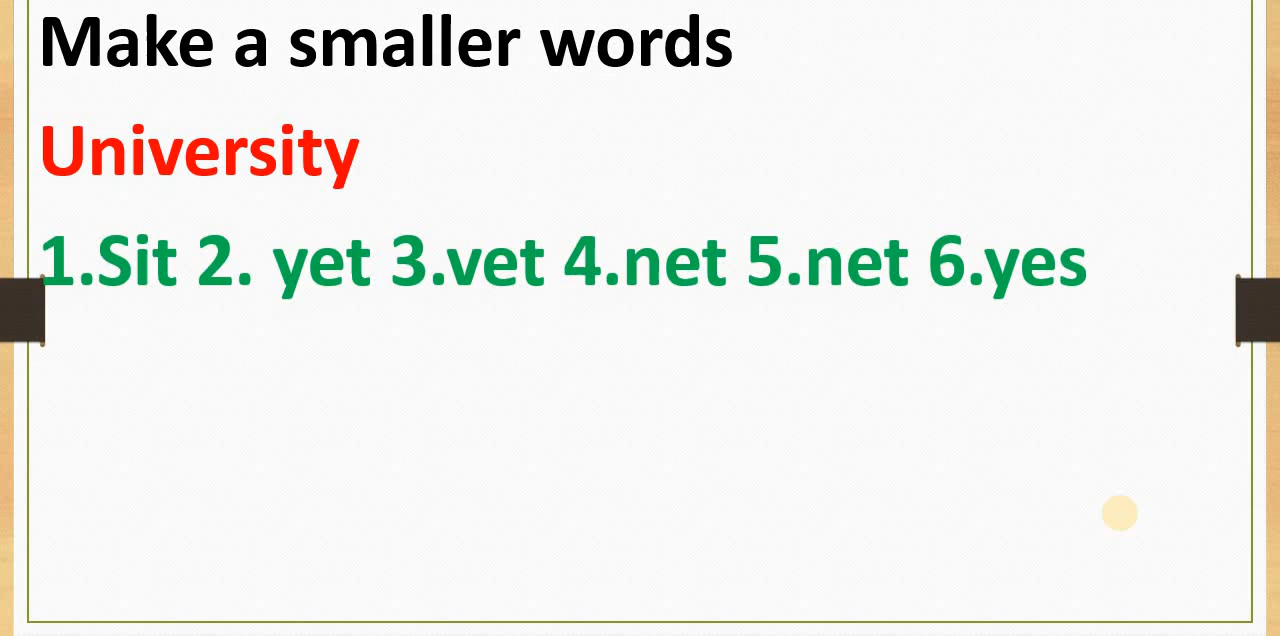 Make a smaller words
University
1.Sit 2. yet 3.vet 4.net 5.net 6.yes